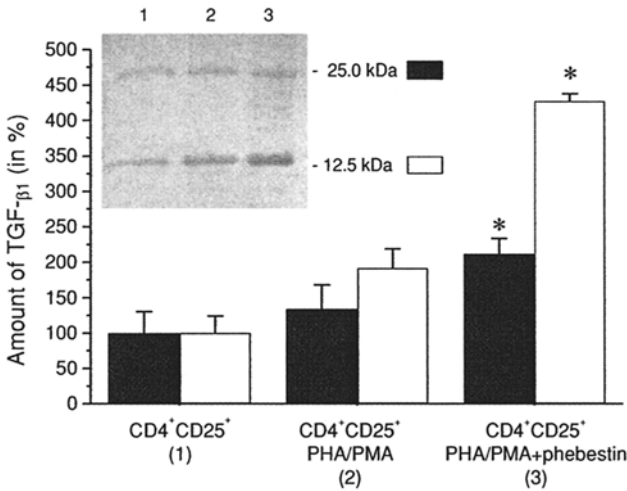 1 2 3
500
450
400
350
300
250
200
150
100
50
0
Amount of TGF-β1 (in %)
- 25.0 kDa
- 12.5 kDa
*
*
CD4+CD25+
(1)
CD4+CD25+
PHA/PMA
(2)
CD4+CD25+
PHA/PMA+phebestin
(3)